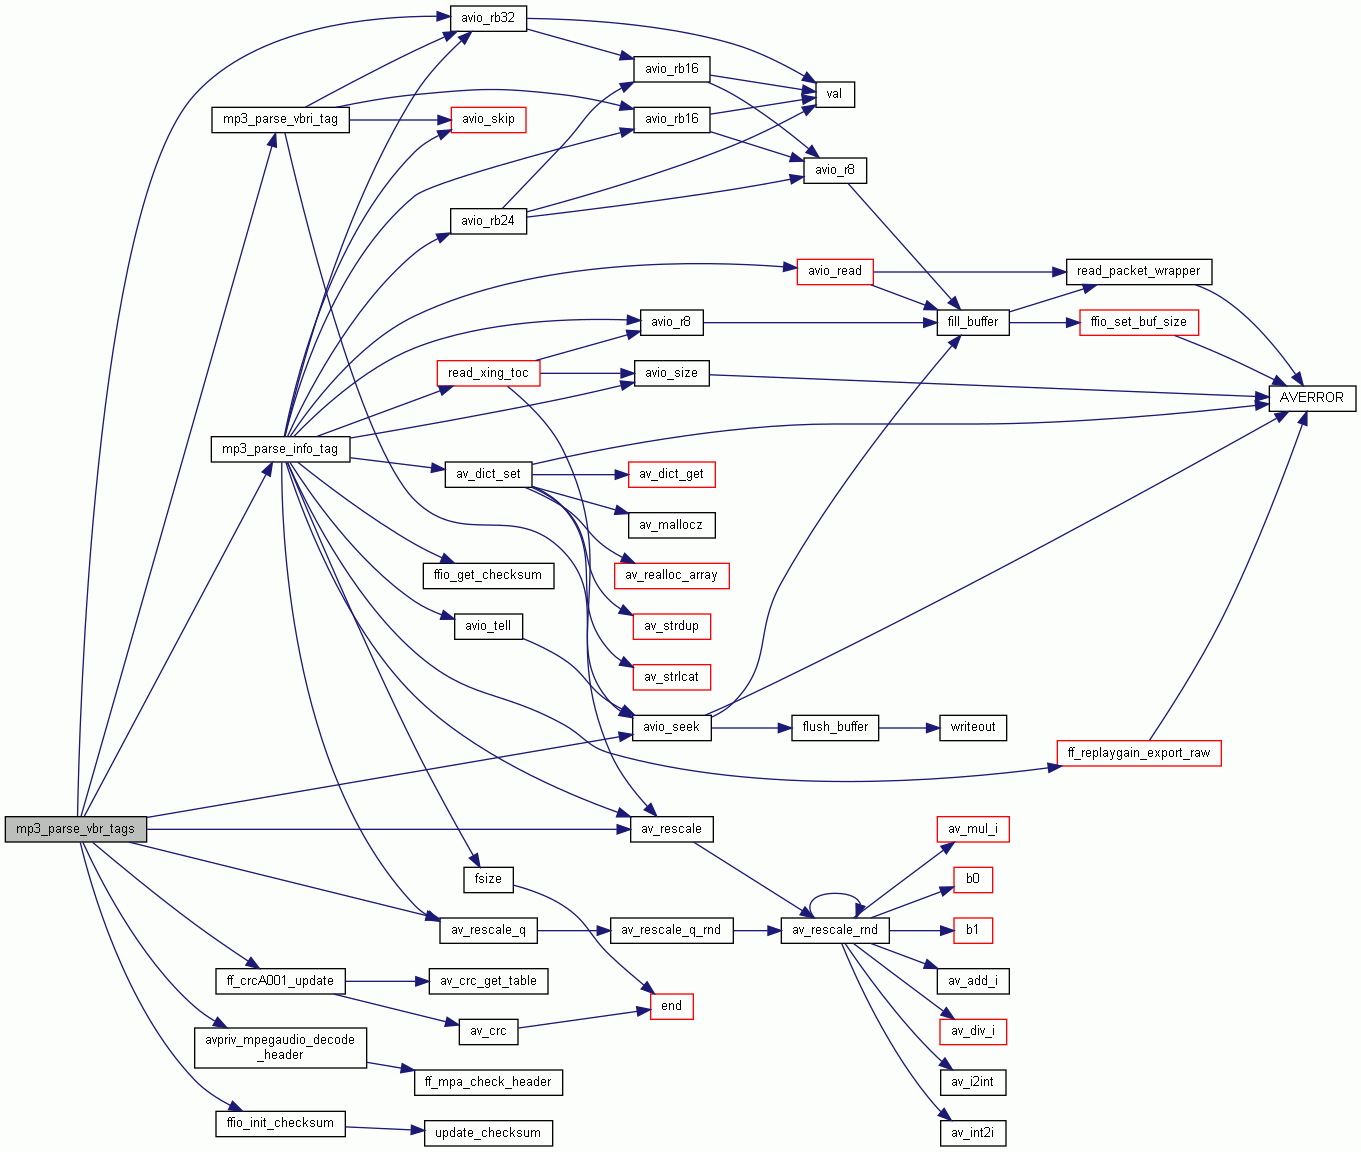 avio_rb32
avio_rb16
val
mp3_parse_vbri_tag
avio_skip
avio_rb16
avio_r8
avio_rb24
avio_read
read_packet_wrapper
avio_r8
fill_buffer
ffio_set_buf_size
read_xing_toc
avio_size
AVERROR
mp3_parse_info_tag
av_dict_set
av_dict_get
av_mallocz
ffio_get_checksum
av_realloc_array
avio_tell
av_strdup
av_strlcat
avio_seek
flush_buffer
writeout
ff_replaygain_export_raw
mp3_parse_vbr_tags
av_rescale
av_mul_i
fsize
b0
av_rescale_q
av_rescale_q_rnd
av_rescale_rnd
b1
ff_crcA001_update
av_crc_get_table
av_add_i
end
av_crc
av_div_i
avpriv_mpegaudio_decode
_header
ff_mpa_check_header
av_i2int
ffio_init_checksum
update_checksum
av_int2i